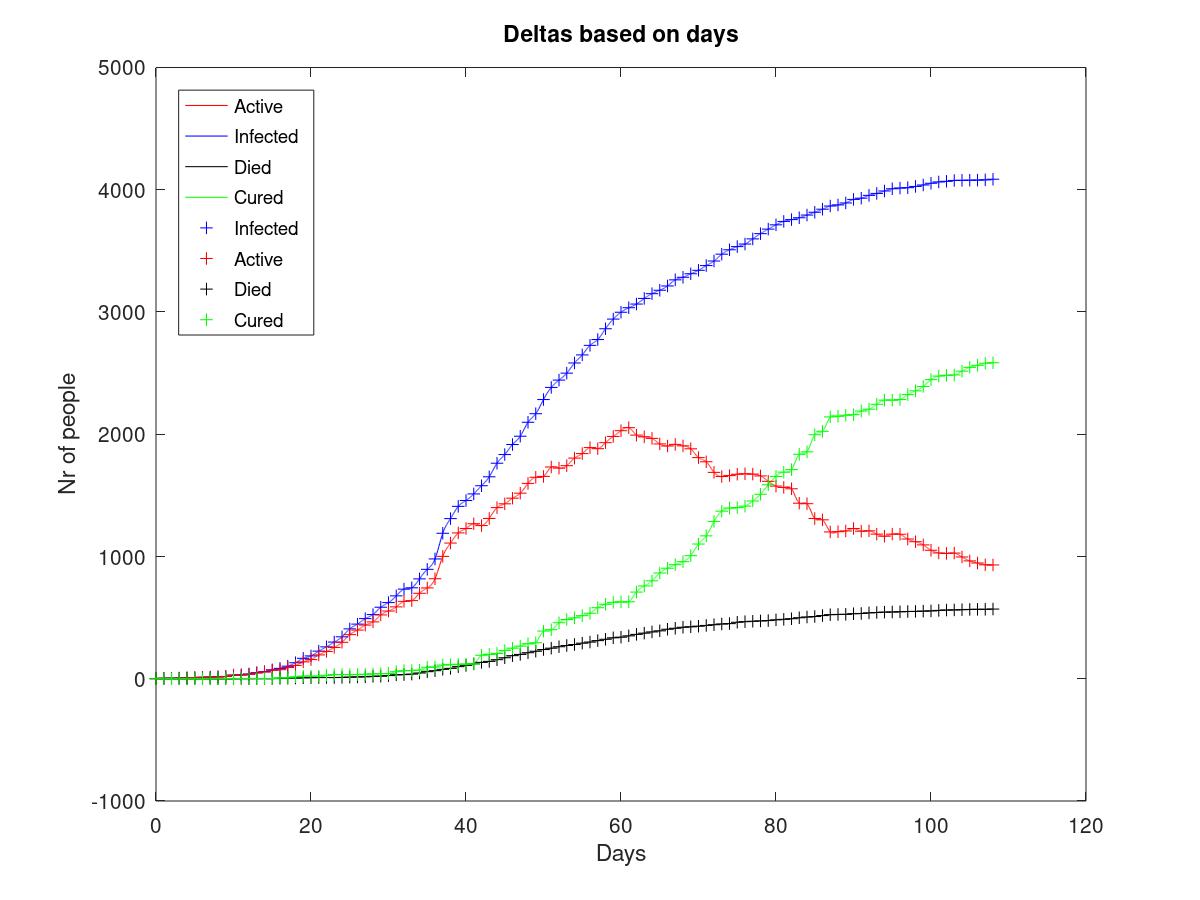 Deltas based on days
5000
4000
3000
2000
1000
0
-1000
Nr of people
Active
Infected
Died
Cured
Infected
Active
Died
Cured
0 20 40 60 80 100 120
Days